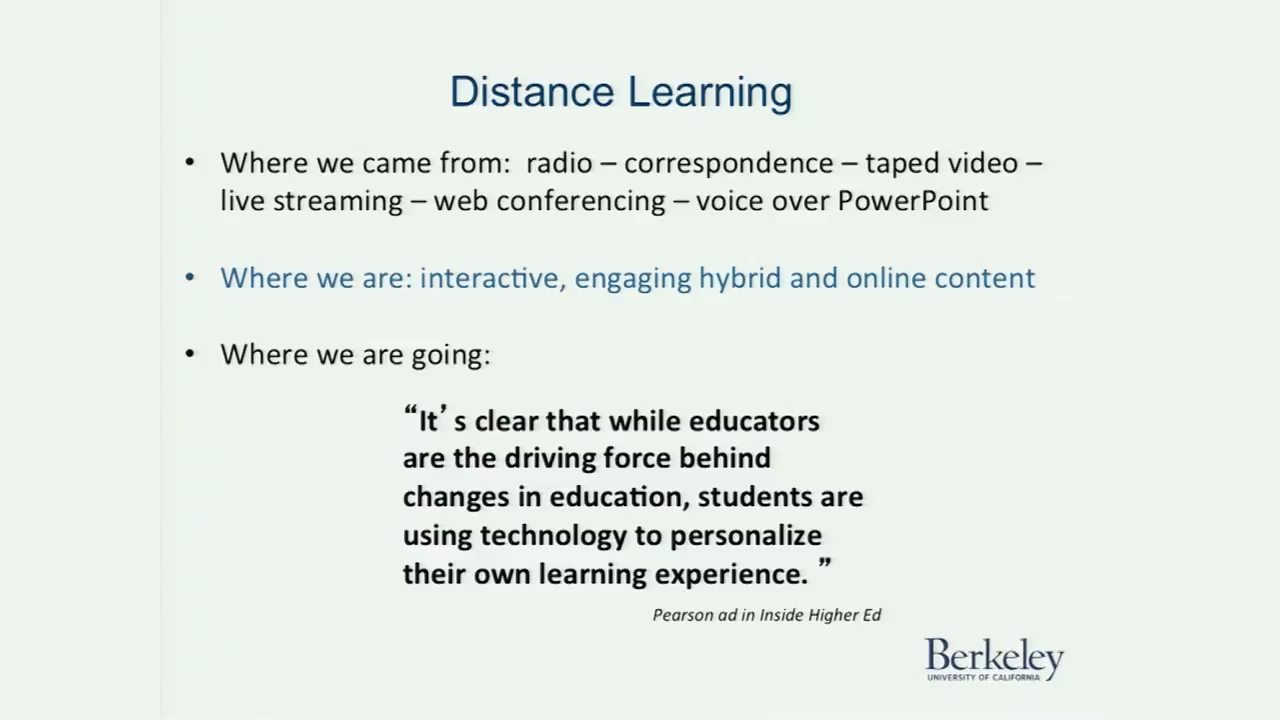 Distance Learning
• Where we came from: radio – correspondence – taped video –
live streaming – web conferencing – voice over PowerPoint
• Where we are: interactive, engaging hybrid and online content
• Where we are going:
“It’s clear that while educators
are the driving force behind
changes in education, students are
using technology to personalize
their own learning experience. ”
Pearson ad in Inside Higher Ed
Berkeley
UNIVERSITY OF CALIFORNIA